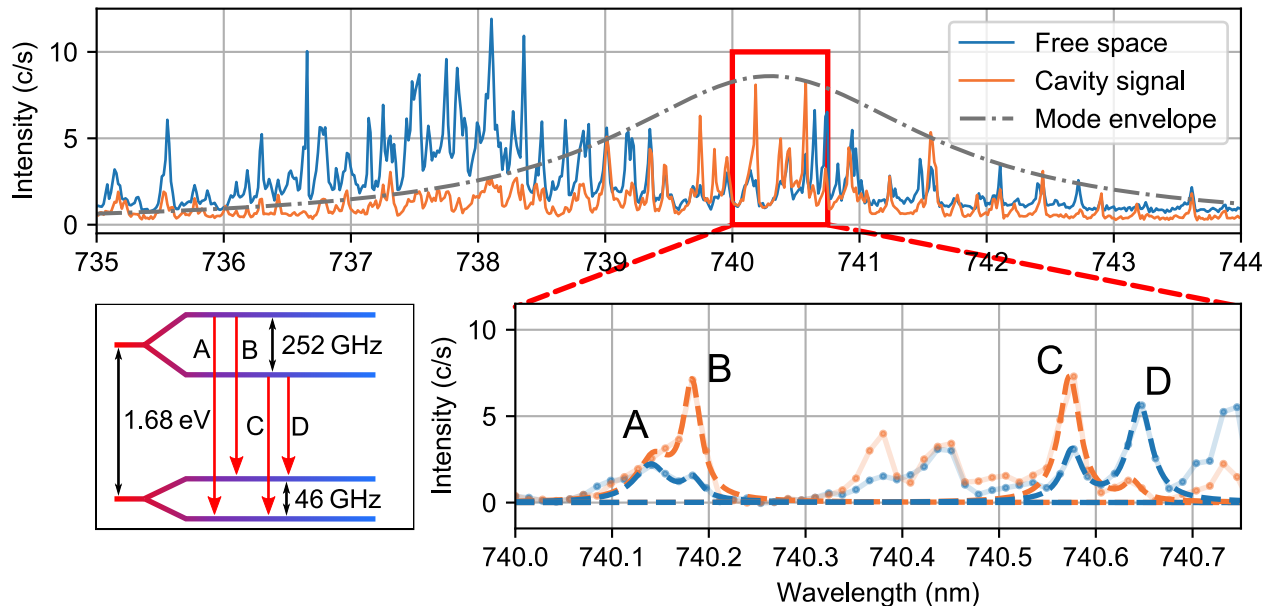 Intensity (c/s)
10
5
0
Free space
Cavity signal
Mode envelope
735 736 737 738 739 740 741 742 743 744
1.68 eV
A B
252 GHz
C D
46 GHz
Intensity (c/s)
10
5
0
A
B
C
D
740.0 740.1 740.2 740.3 740.4 740.5 740.6 740.7
Wavelength (nm)